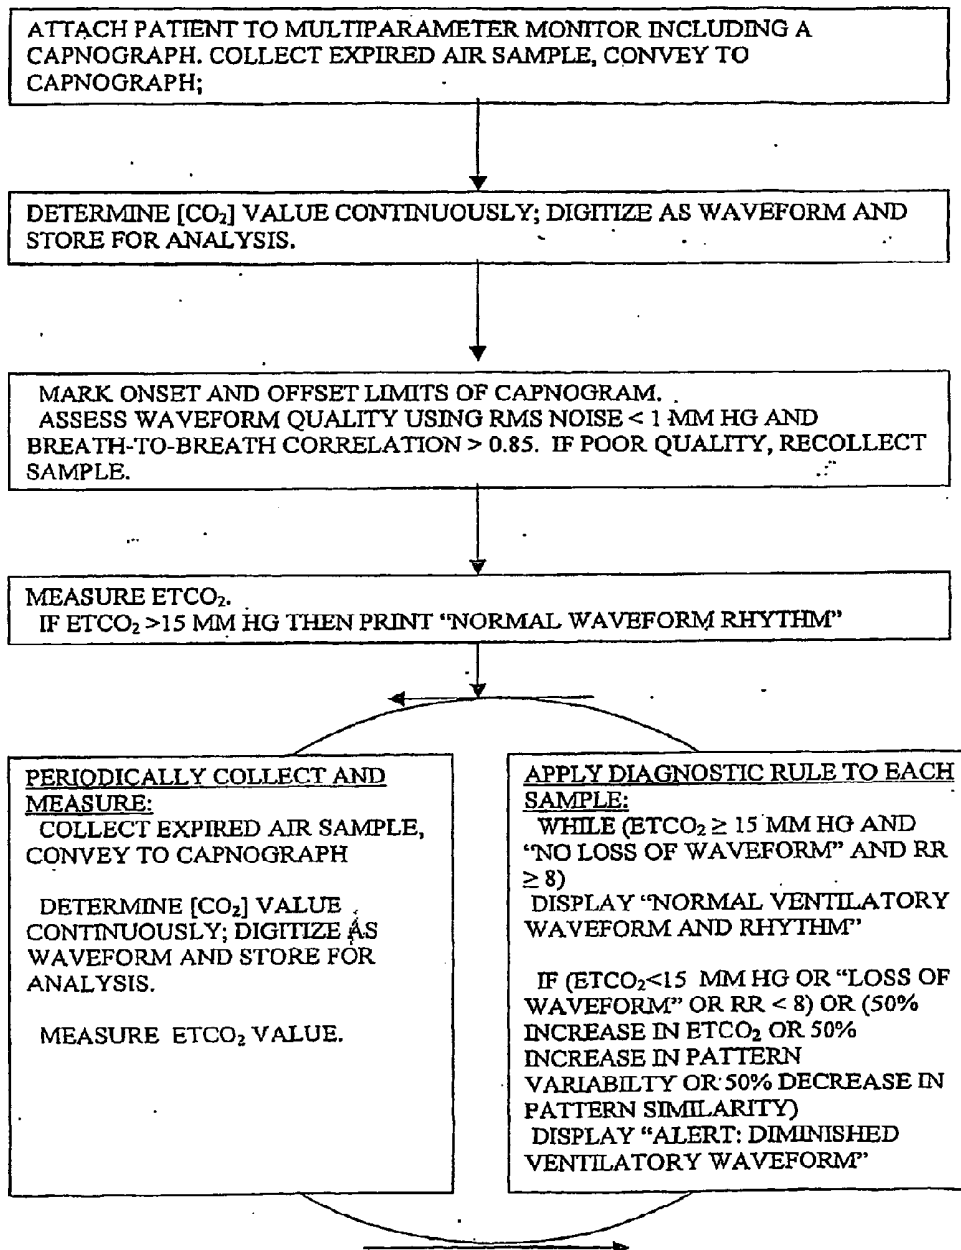 ATTACH PATIENT TO MULTIPARAMETER MONITOR INCLUDING A
CAPNOGRAPH. COLLECT EXPIRED AIR SAMPLE, CONVEY TO
CAPNOGRAPH;
DETERMINE [CO₂] VALUE CONTINUOUSLY; DIGITIZE AS WAVEFORM AND
STORE FOR ANALYSIS.
MARK ONSET AND OFFSET LIMITS OF CAPNOGRAM.
ASSESS WAVEFORM QUALITY USING RMS NOISE < 1 MM HG AND
BREATH-TO-BREATH CORRELATION > 0.85. IF POOR QUALITY, RECOLLECT
SAMPLE.
MEASURE ETCO₂.
IF ETCO₂ >15 MM HG THEN PRINT “NORMAL WAVEFORM RHYTHM”
PERIODICALLY COLLECT AND
MEASURE:
COLLECT EXPIRED AIR SAMPLE,
CONVEY TO CAPNOGRAPH
DETERMINE [CO₂] VALUE
CONTINUOUSLY; DIGITIZE AS
WAVEFORM AND STORE FOR
ANALYSIS.
MEASURE ETCO₂ VALUE.
APPLY DIAGNOSTIC RULE TO EACH
SAMPLE:
WHILE (ETCO₂ ≥ 15 MM HG AND
“NO LOSS OF WAVEFORM” AND RR
≥ 8)
DISPLAY “NORMAL VENTILATORY
WAVEFORM AND RHYTHM”
IF (ETCO₂<15 MM HG OR “LOSS OF
WAVEFORM” OR RR < 8) OR (50%
INCREASE IN ETCO₂ OR 50%
INCREASE IN PATTERN
VARIABILTY OR 50% DECREASE IN
PATTERN SIMILARITY)
DISPLAY “ALERT: DIMINISHED
VENTILATORY WAVEFORM”